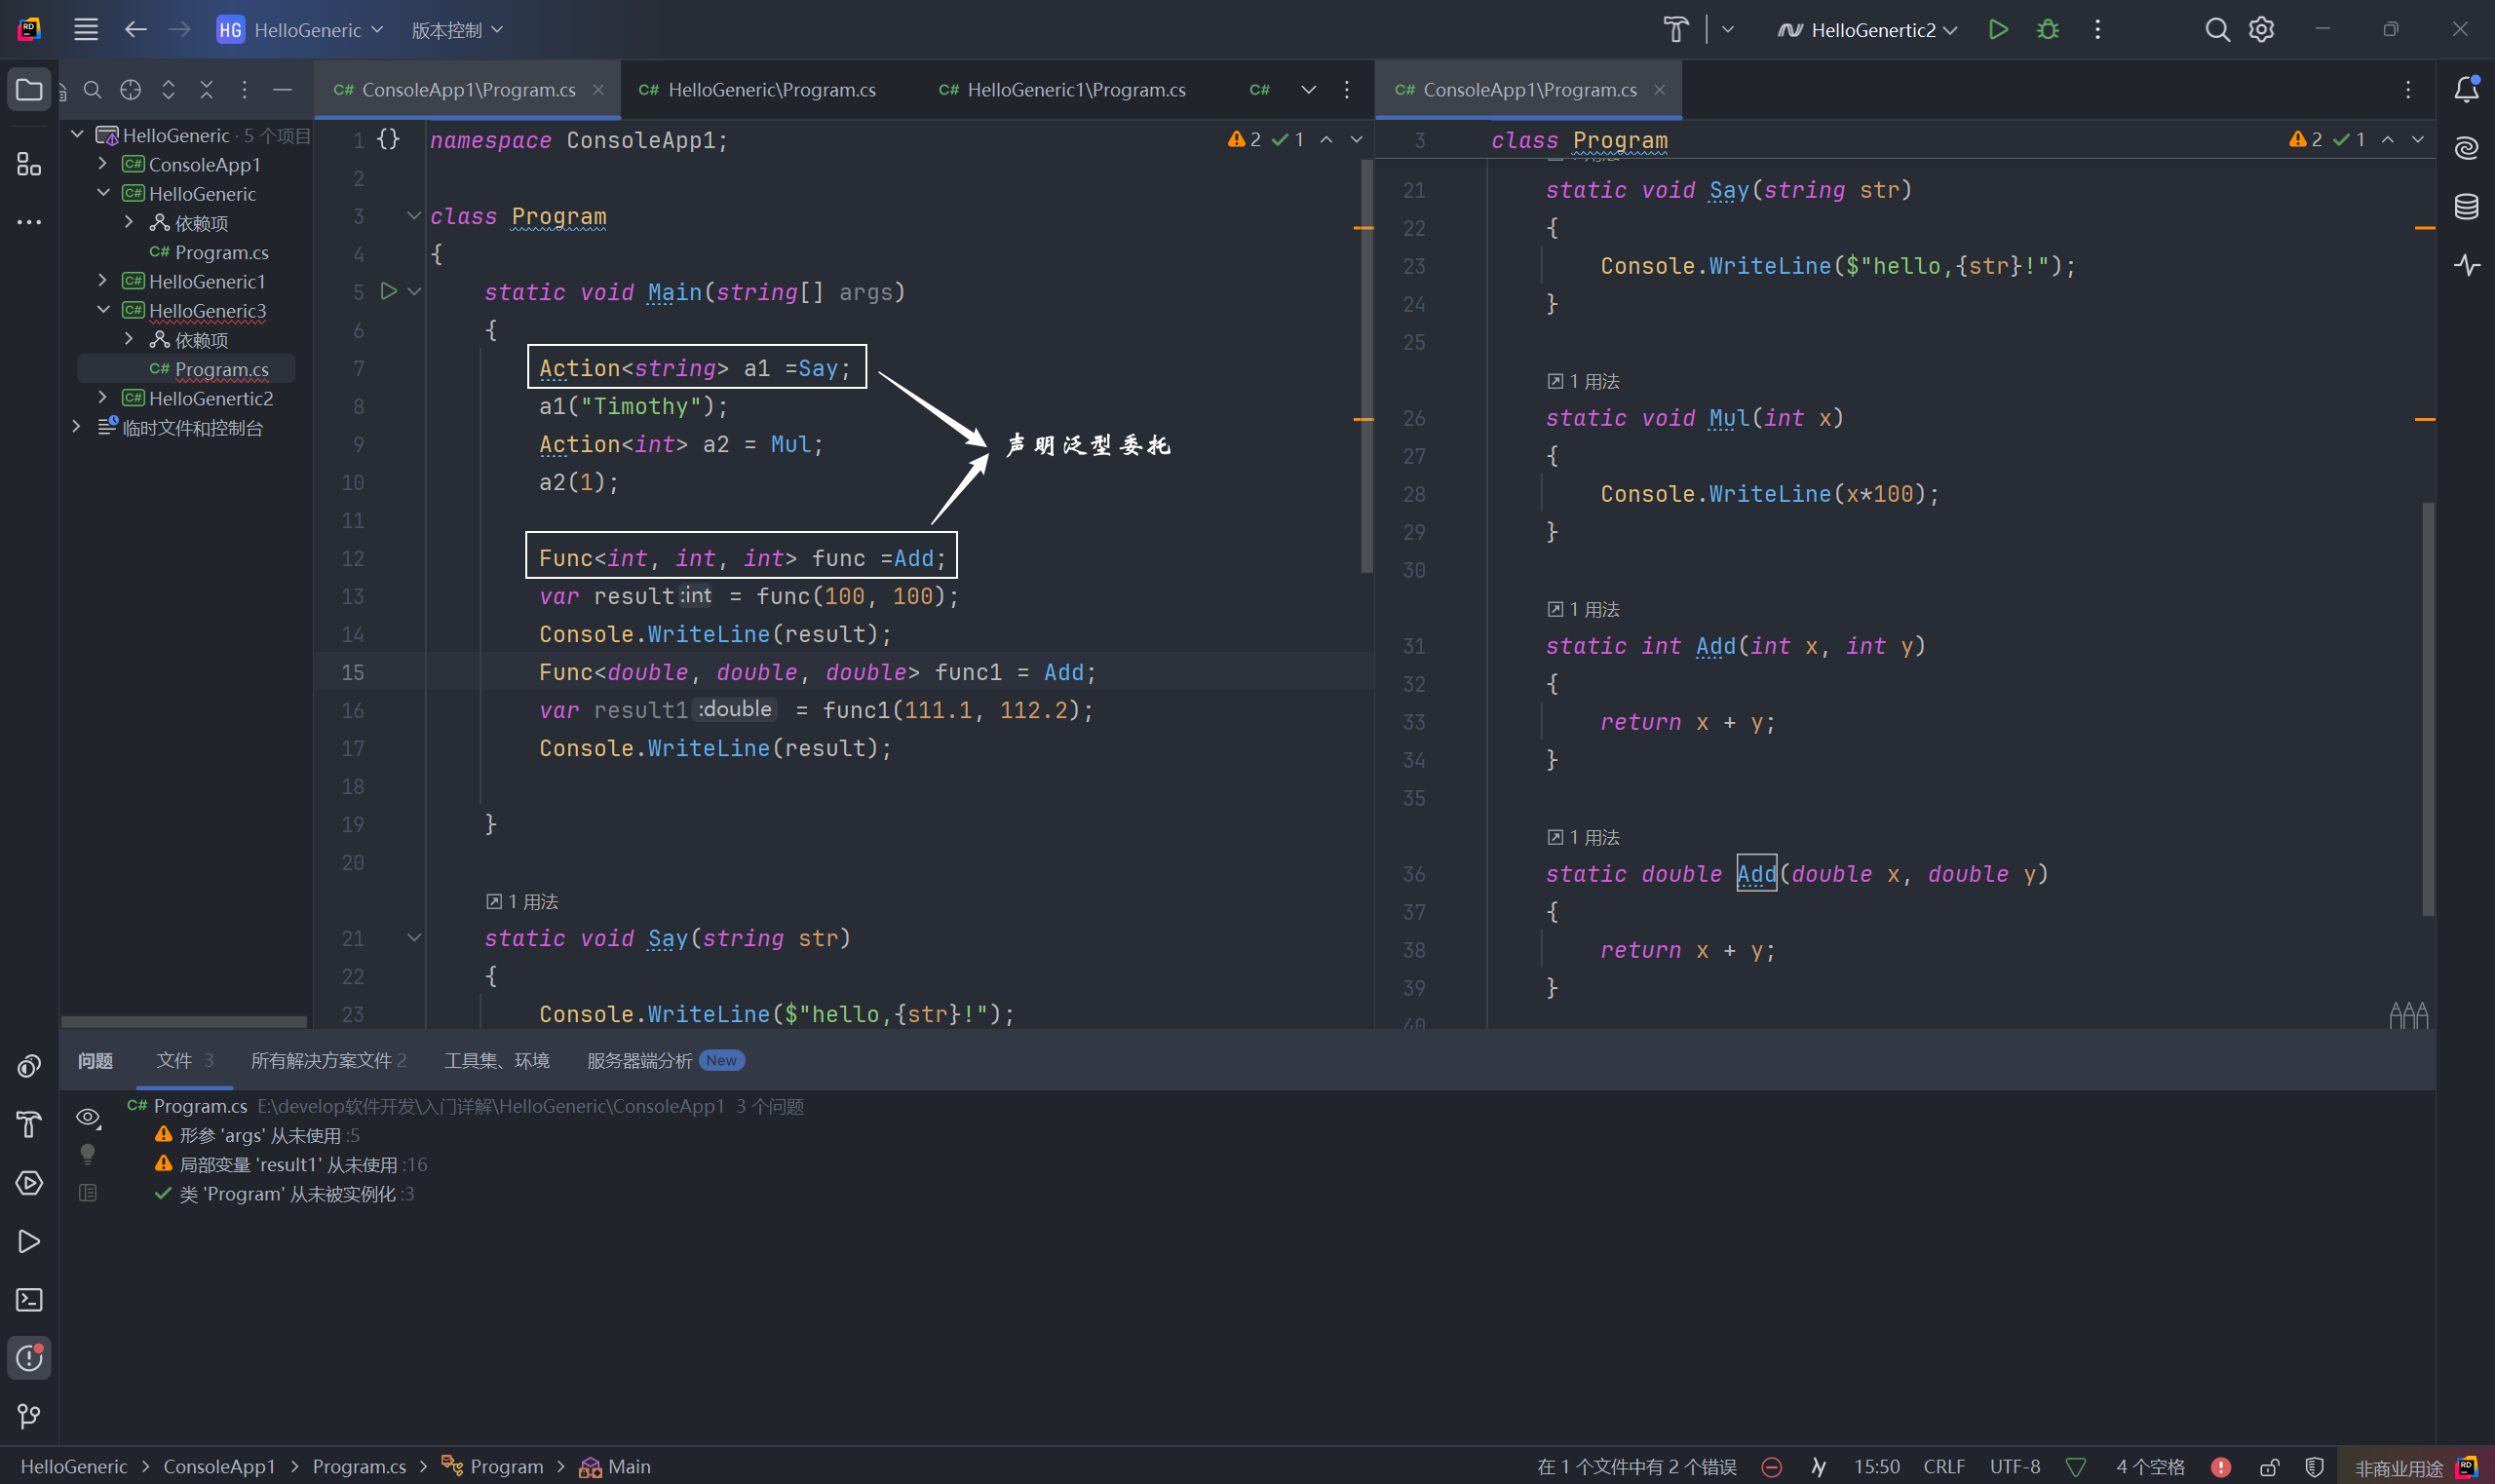 HG HelloGeneric 版本控制 HelloGenertic2
ConsoleApp1\Program.cs HelloGeneric\Program.cs HelloGeneric1\Program.cs C# C# ConsoleApp1\Program.cs
HelloGeneric · 5 个项目
C# ConsoleApp1
C# HelloGeneric
依赖项
C# Program.cs
C# HelloGeneric1
C# HelloGeneric3
依赖项
C# Program.cs
C# HelloGenertic2
临时文件和控制台
1 {} namespace ConsoleApp1; 2 1
2
3 class Program
4 {
5 static void Main(string[] args)
6 {
7 Action<string> a1 =Say;
8 a1("Timothy");
9 Action<int> a2 = Mul;
声明泛型委托
10 a2(1);
11
12 Func<int, int, int> func =Add;
13 var result:int = func(100, 100);
14 Console.WriteLine(result);
15 Func<double, double, double> func1 = Add;
16 var result1:double = func1(111.1, 112.2);
17 Console.WriteLine(result);
18
19 }
20
1 用法
21 static void Say(string str)
22 {
23 Console.WriteLine($"hello,{str}!");
3 class Program 2 1
21 static void Say(string str)
22 {
23 Console.WriteLine($"hello,{str}!");
24 }
25
1 用法
26 static void Mul(int x)
27 {
28 Console.WriteLine(x*100);
29 }
30
1 用法
31 static int Add(int x, int y)
32 {
33 return x + y;
34 }
35
1 用法
36 static double Add(double x, double y)
37 {
38 return x + y;
39 }
问题 文件 3 所有解决方案文件 2 工具集、环境 服务器端分析 New
C# Program.cs E:\develop软件开发\入门详解\HelloGeneric\ConsoleApp1 3 个问题
形参 'args' 从未使用 :5
局部变量 'result1' 从未使用 :16
类 'Program' 从未被实例化 :3
HelloGeneric > ConsoleApp1 > Program.cs > Program > Main 在 1 个文件中有 2 个错误 15:50 CRLF UTF-8 4 个空格 非商业用途